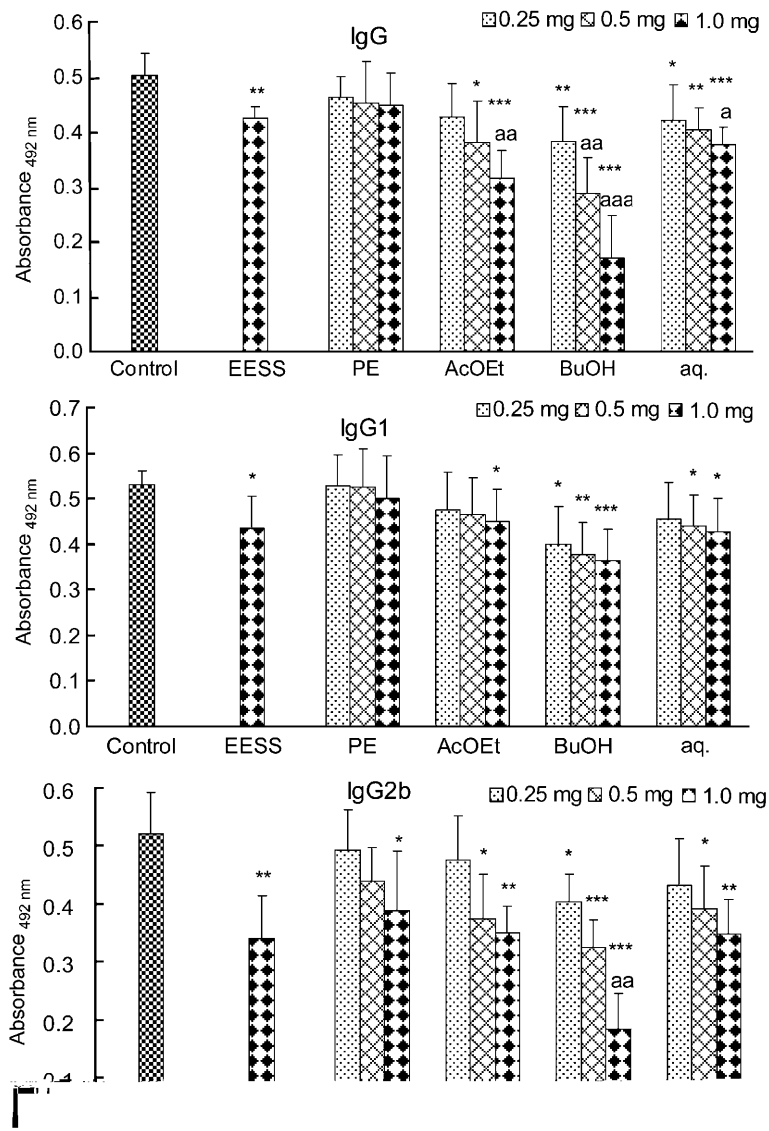 0.25 mg 0.5 mg 1.0 mg
IgG
0.6
0.5
0.4
0.3
0.2
0.1
0.0
Absorbance 492 nm
** * *** aa ** *** aa *** aaa * ** *** a
Control EESS PE AcOEt BuOH aq.
0.25 mg 0.5 mg 1.0 mg
IgG1
0.7
0.6
0.5
0.4
0.3
0.2
0.1
0.0
Absorbance 492 nm
* * * ** *** * *
Control EESS PE AcOEt BuOH aq.
0.25 mg 0.5 mg 1.0 mg
IgG2b
0.6
0.5
0.4
0.3
0.2
Absorbance 492 nm
** * * ** * *** *** aa * **